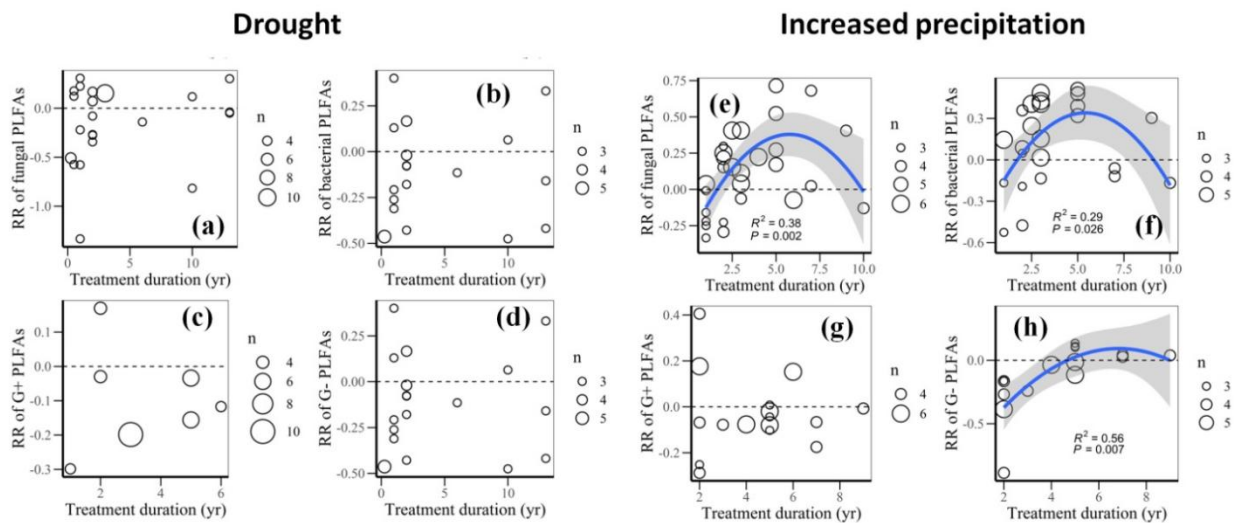 Drought
Increased precipitation
RR of fungal PLFAs
0.0
-0.5
-1.0
(a)
0 5 10
Treatment duration (yr)
n
4
6
8
10
RR of bacterial PLFAs
0.25
0.00
-0.25
-0.50
(b)
0 5 10
Treatment duration (yr)
n
3
4
5
RR of fungal PLFAs
0.75
0.50
0.25
0.00
-0.25
(e)
R² = 0.38
P = 0.002
2.5 5.0 7.5 10.0
Treatment duration (yr)
n
3
4
5
6
RR of bacterial PLFAs
0.3
0.0
-0.3
-0.6
R² = 0.29
P = 0.026
(f)
2.5 5.0 7.5 10.0
Treatment duration (yr)
n
3
4
5
RR of G+ PLFAs
0.1
0.0
-0.1
-0.2
-0.3
(c)
2 4 6
Treatment duration (yr)
n
4
6
8
10
RR of G- PLFAs
0.25
0.00
-0.25
-0.50
(d)
0 5 10
Treatment duration (yr)
n
3
4
5
RR of G+ PLFAs
0.4
0.2
0.0
-0.2
(g)
2 4 6 8
Treatment duration (yr)
n
4
6
RR of G- PLFAs
0.0
-0.5
(h)
R² = 0.56
P = 0.007
2 4 6 8
Treatment duration (yr)
n
3
4
5